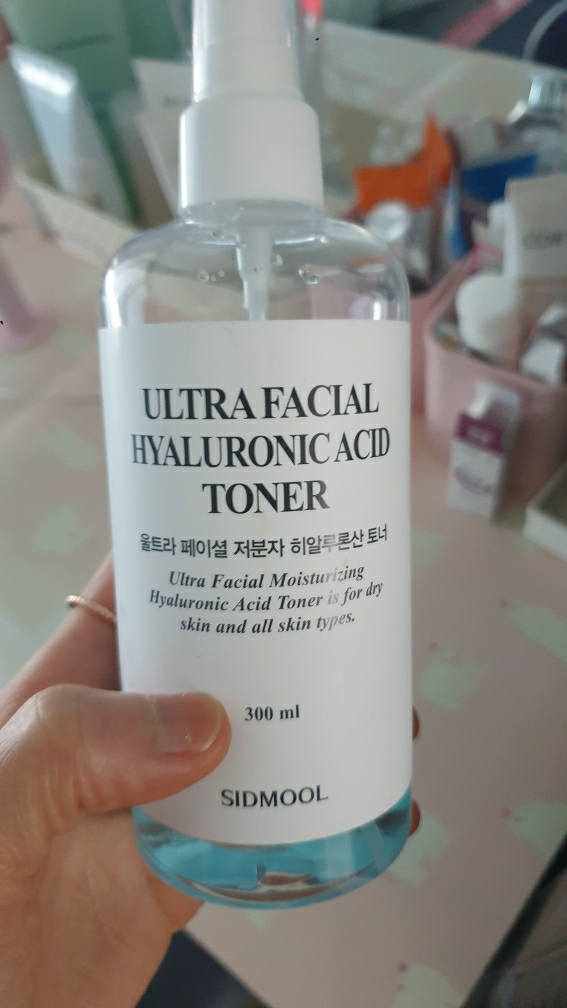 ULTRA FACIAL
HYALURONIC ACID
TONER
울트라 페이셜 저분자 히알루론산 토너
Ultra Facial Moisturizing
Hyaluronic Acid Toner is for dry
skin and all skin types.
300 ml
SIDMOOL